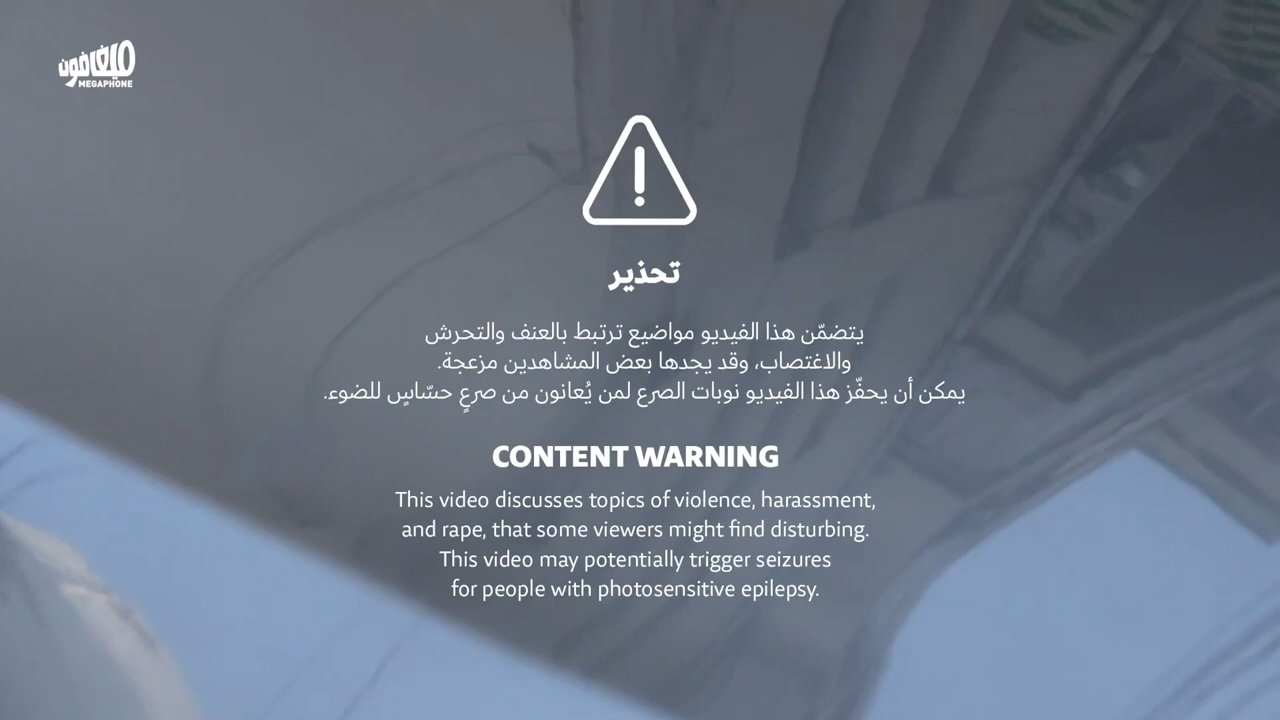 ميغافون
MEGAPHONE
تحذير
يتضمّن هذا الفيديو مواضيع ترتبط بالعنف والتحرش
والاغتصاب، وقد يجدها بعض المشاهدين مزعجة.
يمكن أن يحفّز هذا الفيديو نوبات الصرع لمن يُعانون من صرعٍ حسّاسٍ للضوء.
CONTENT WARNING
This video discusses topics of violence, harassment,
and rape, that some viewers might find disturbing.
This video may potentially trigger seizures
for people with photosensitive epilepsy.